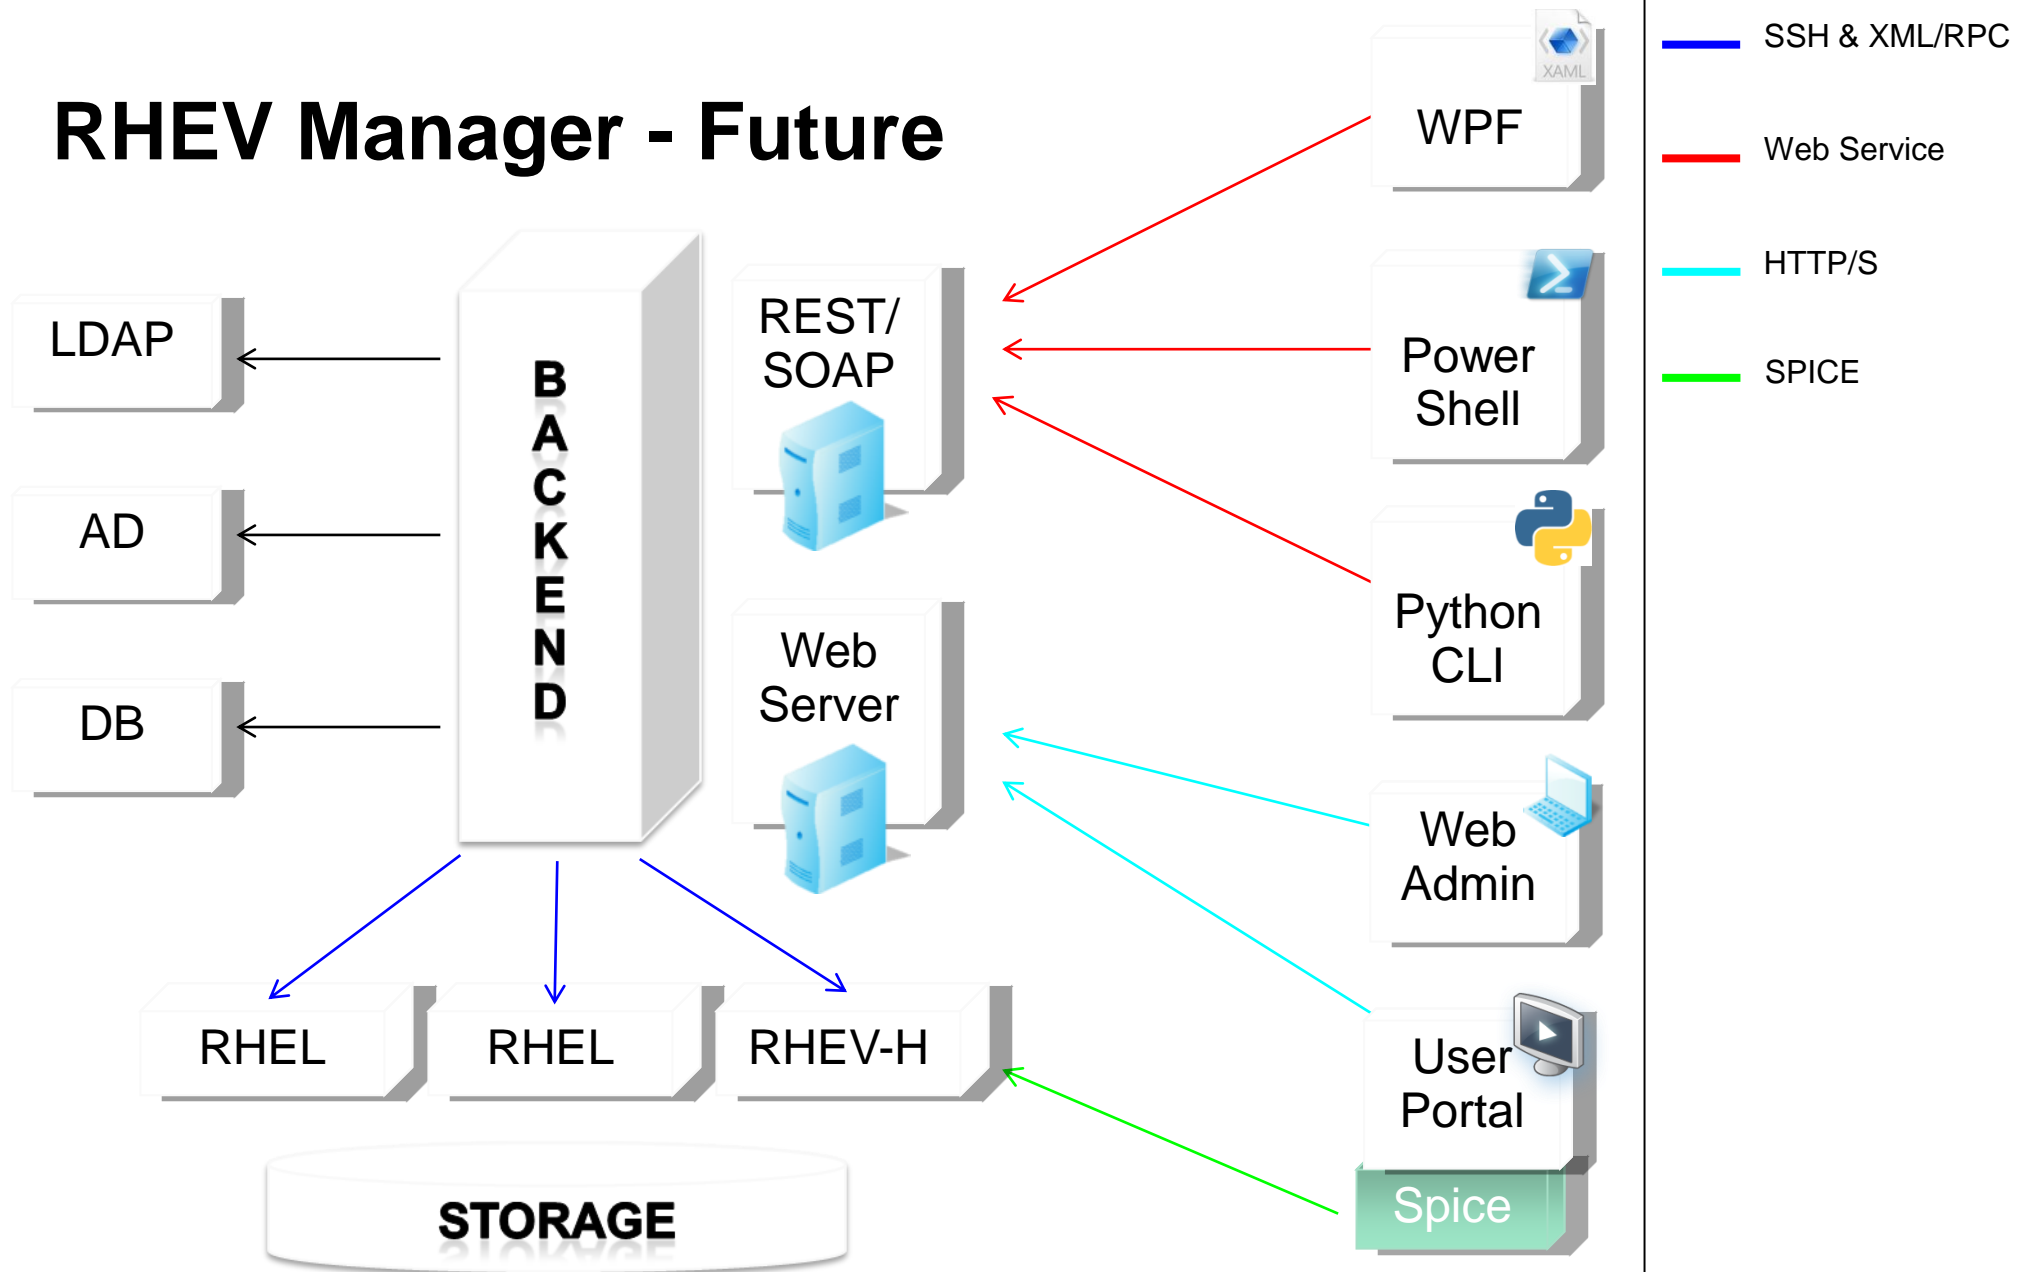 RHEV Manager - Future
LDAP
AD
DB
BACKEND
REST/
SOAP
Web
Server
XAML
WPF
Power
Shell
Python
CLI
Web
Admin
User
Portal
Spice
RHEL
RHEL
RHEV-H
STORAGE
SSH & XML/RPC
Web Service
HTTP/S
SPICE